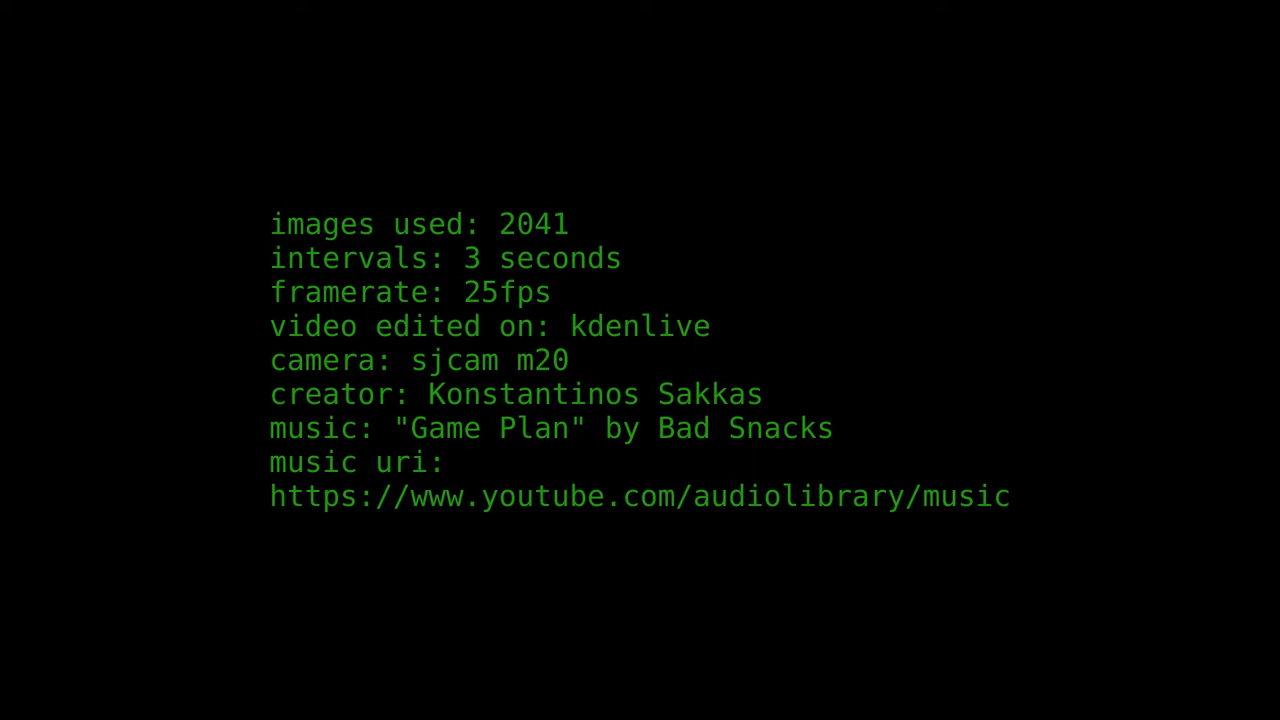 images used: 2041
intervals: 3 seconds
framerate: 25fps
video edited on: kdenlive
camera: sjcam m20
creator: Konstantinos Sakkas
music: "Game Plan" by Bad Snacks
music uri:
https://www.youtube.com/audiolibrary/music